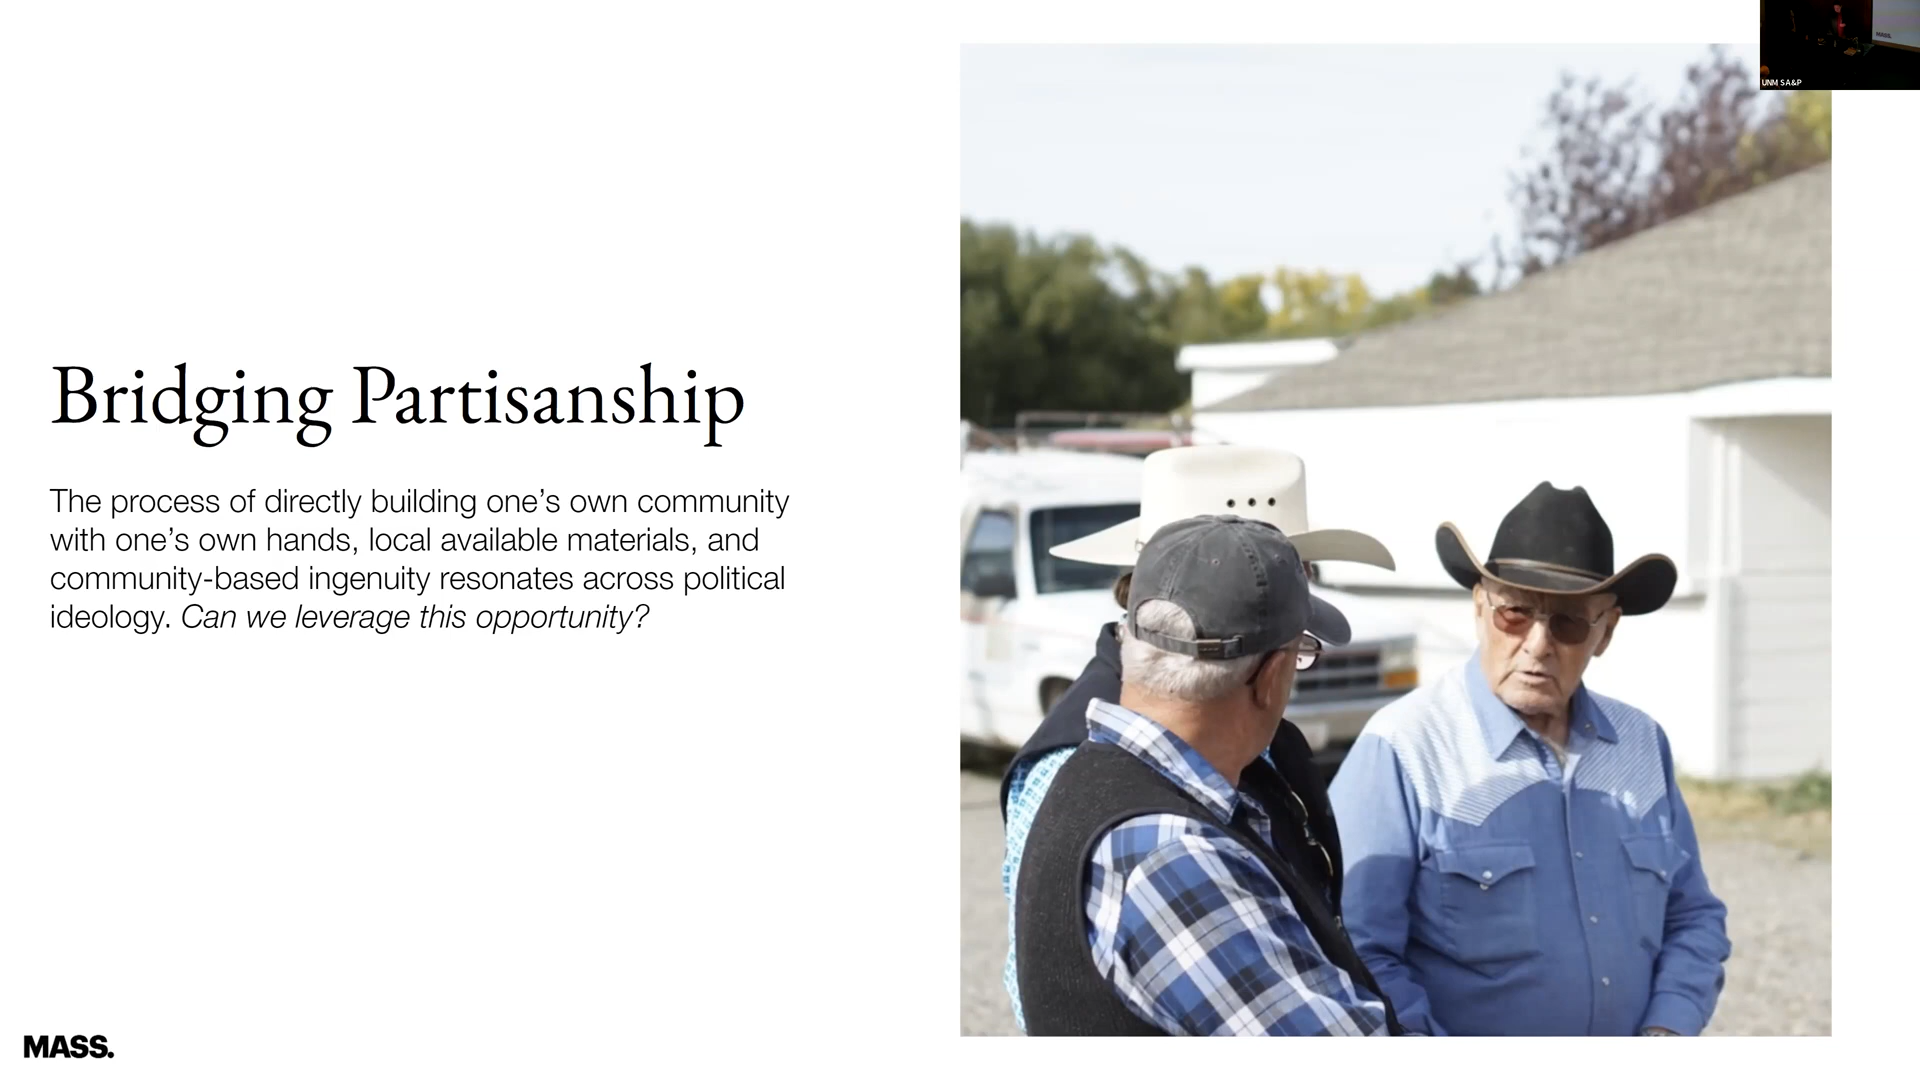 UNM SA&P
Bridging Partisanship
The process of directly building one’s own community
with one’s own hands, local available materials, and
community-based ingenuity resonates across political
ideology. Can we leverage this opportunity?
MASS.